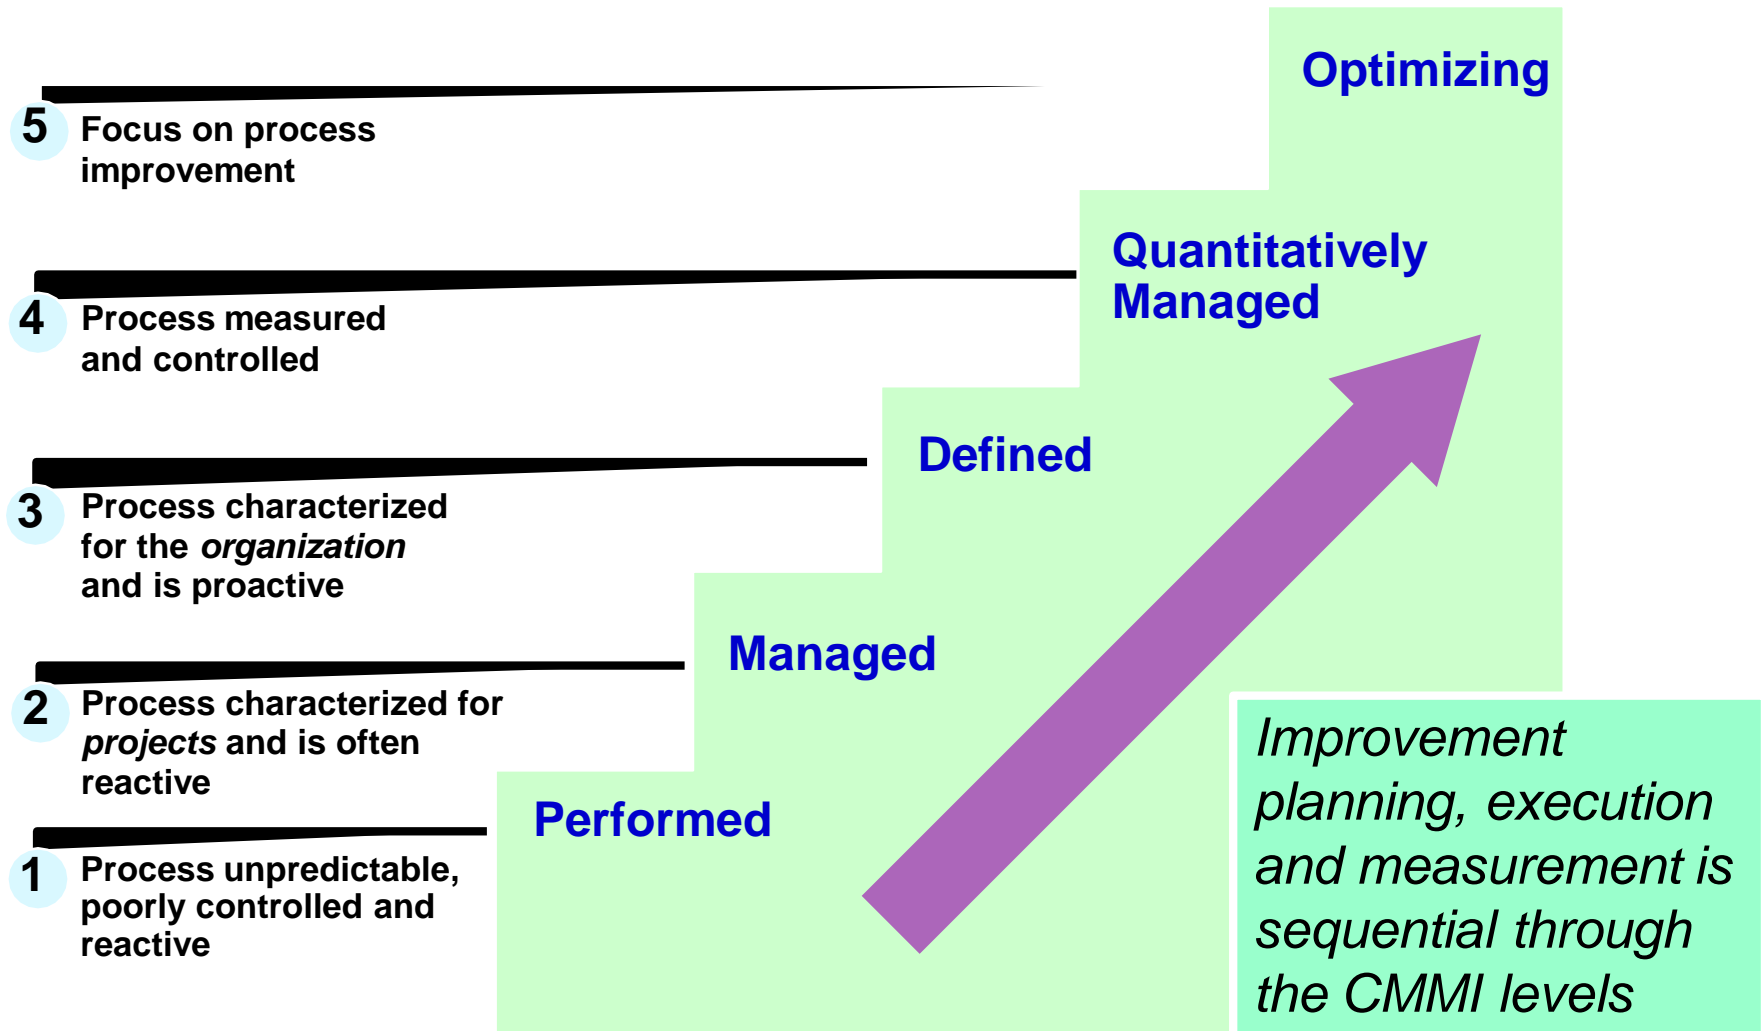 Optimizing
5
Focus on process
improvement
Quantitatively
Managed
4
Process measured
and controlled
Defined
3
Process characterized
for the organization
and is proactive
Managed
2
Process characterized for
projects and is often
reactive
Performed
1
Process unpredictable,
poorly controlled and
reactive
Improvement
planning, execution
and measurement is
sequential through
the CMMI levels